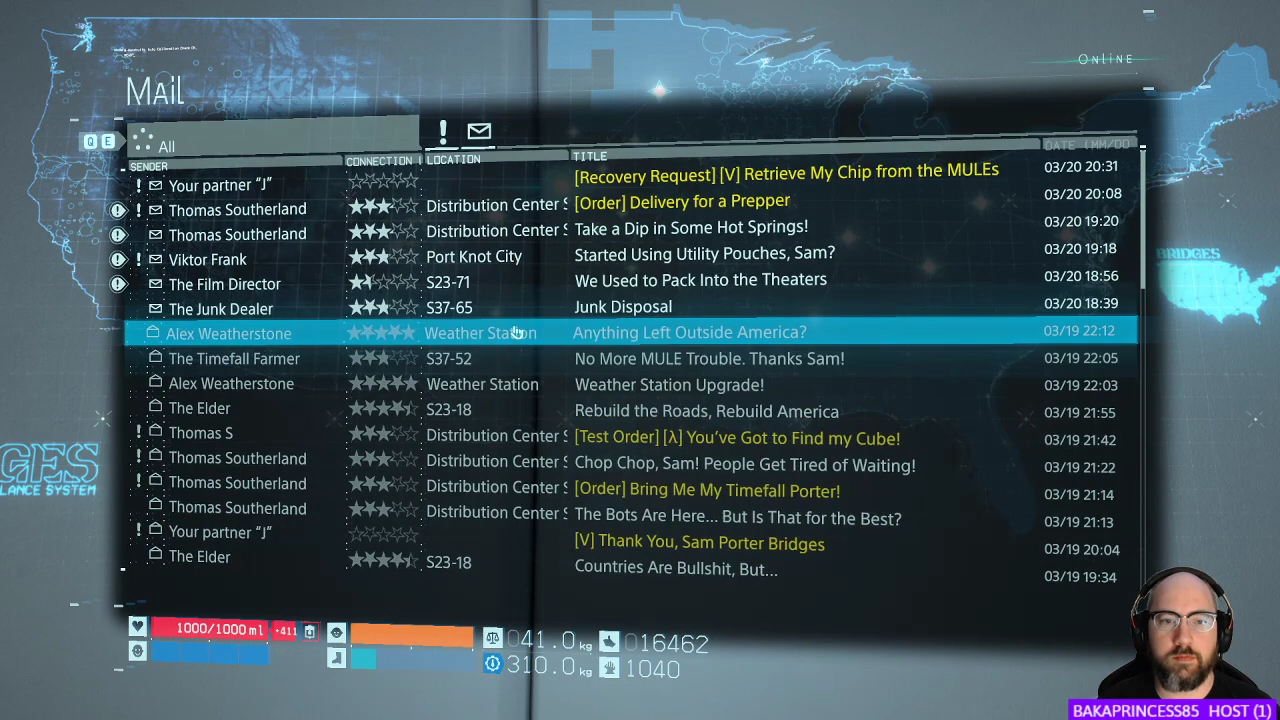 ONLINE
MAIL
Q E All
SENDER CONNECTION LOCATION TITLE DATE (MM/DD
! Your partner “J” [Recovery Request] [V] Retrieve My Chip from the MULEs 03/20 20:31
! Thomas Southerland Distribution Center S [Order] Delivery for a Prepper 03/20 20:08
! Thomas Southerland Distribution Center S Take a Dip in Some Hot Springs! 03/20 19:20
! Viktor Frank Port Knot City Started Using Utility Pouches, Sam? 03/20 19:18
! The Film Director S23-71 We Used to Pack Into the Theaters 03/20 18:56
The Junk Dealer S37-65 Junk Disposal 03/20 18:39
Alex Weatherstone Weather Station Anything Left Outside America? 03/19 22:12
The Timefall Farmer S37-52 No More MULE Trouble. Thanks Sam! 03/19 22:05
Alex Weatherstone Weather Station Weather Station Upgrade! 03/19 22:03
The Elder S23-18 Rebuild the Roads, Rebuild America 03/19 21:55
! Thomas S Distribution Center S [Test Order] [λ] You’ve Got to Find my Cube! 03/19 21:42
! Thomas Southerland Distribution Center S Chop Chop, Sam! People Get Tired of Waiting! 03/19 21:22
! Thomas Southerland Distribution Center S [Order] Bring Me My Timefall Porter! 03/19 21:14
Thomas Southerland Distribution Center S The Bots Are Here... But Is That for the Best? 03/19 21:13
! Your partner “J” [V] Thank You, Sam Porter Bridges 03/19 20:04
The Elder S23-18 Countries Are Bullshit, But... 03/19 19:34
BRIDGES
GES
LANCE SYSTEM
1000/1000 ml +411 041.0 kg 016462
310.0 kg 1040
BAKAPRINCESS85 HOST (1)